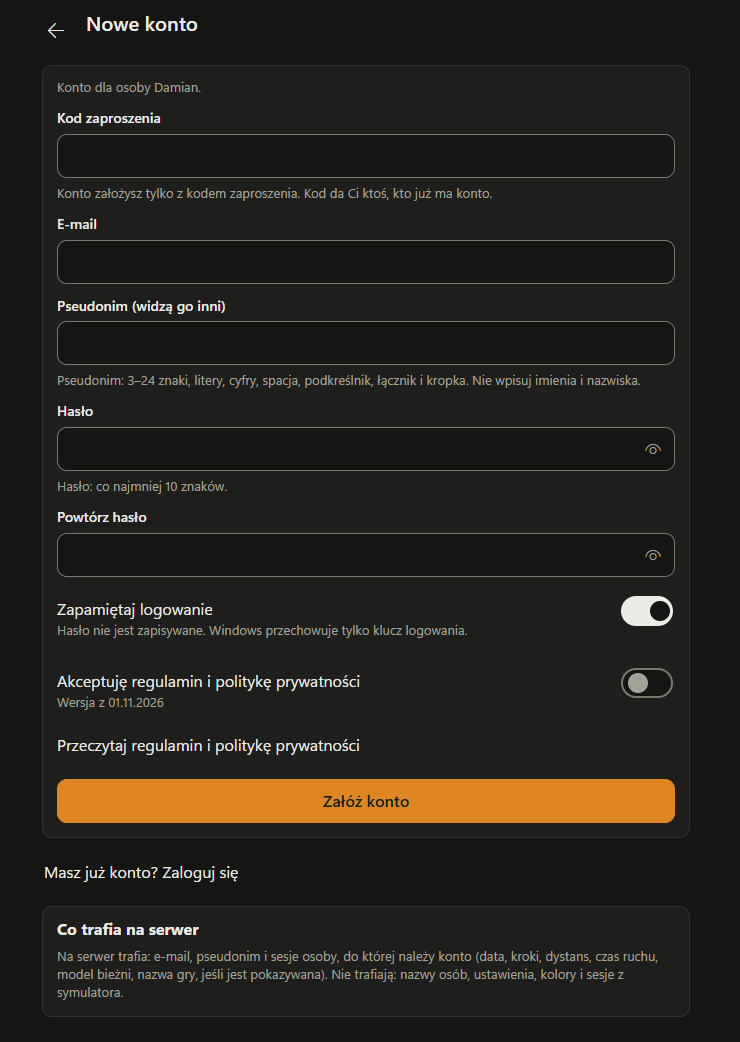 Nowe konto
Konto dla osoby Damian.
Kod zaproszenia
Konto założysz tylko z kodem zaproszenia. Kod da Ci ktoś, kto już ma konto.
E-mail
Pseudonim (widzą go inni)
Pseudonim: 3–24 znaki, litery, cyfry, spacja, podkreślnik, łącznik i kropka. Nie wpisuj imienia i nazwiska.
Hasło
Hasło: co najmniej 10 znaków.
Powtórz hasło
Zapamiętaj logowanie
Hasło nie jest zapisywane. Windows przechowuje tylko klucz logowania.
Akceptuję regulamin i politykę prywatności
Wersja z 01.11.2026
Przeczytaj regulamin i politykę prywatności
Załóż konto
Masz już konto? Zaloguj się
Co trafia na serwer
Na serwer trafia: e-mail, pseudonim i sesje osoby, do której należy konto (data, kroki, dystans, czas ruchu,
model bieżni, nazwa gry, jeśli jest pokazywana). Nie trafiają: nazwy osób, ustawienia, kolory i sesje z
symulatora.